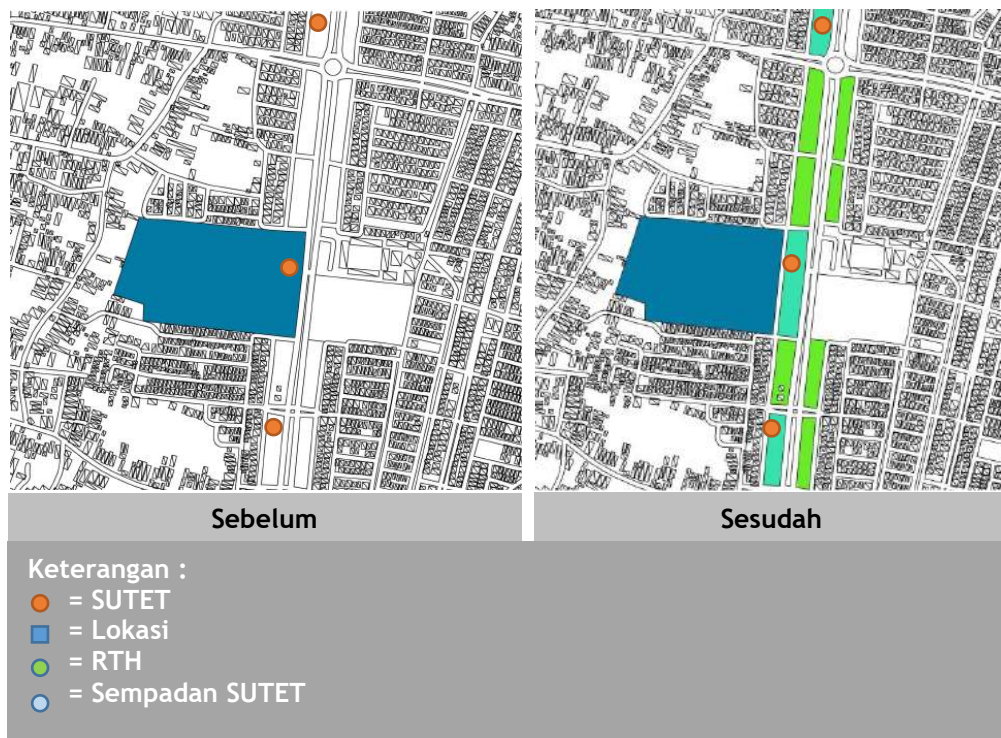 Sebelum
Sesudah
Keterangan :
= SUTET
= Lokasi
= RTH
= Sempadan SUTET